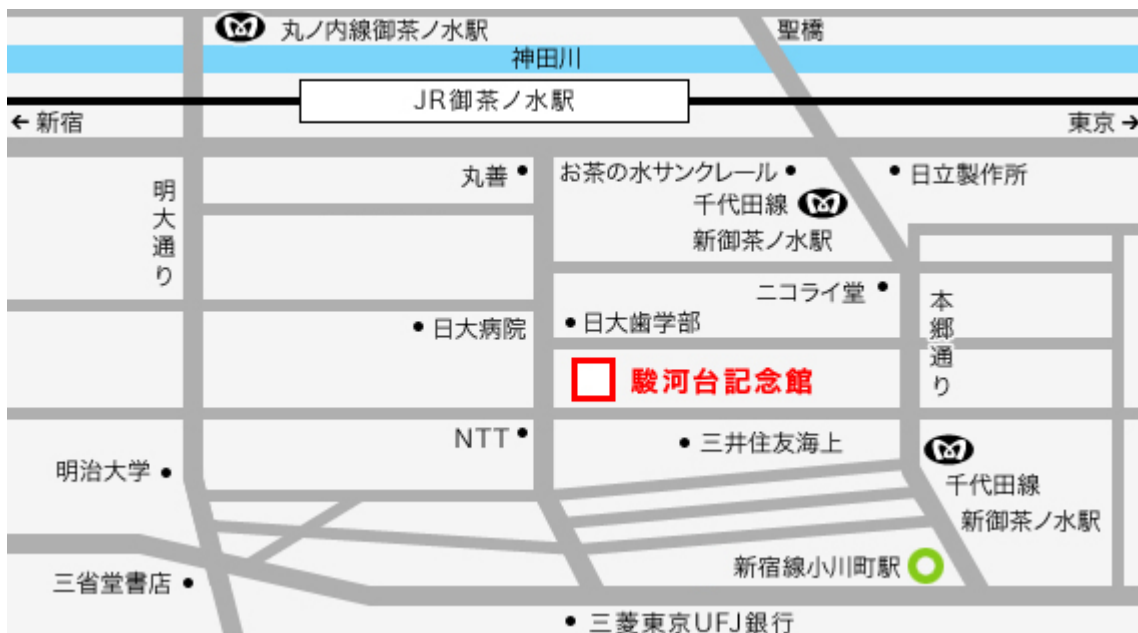 丸ノ内線御茶ノ水駅
聖橋
神田川
JR御茶ノ水駅
←新宿
東京→
丸善
お茶の水サンクレール
日立製作所
明大通り
千代田線
新御茶ノ水駅
ニコライ堂
本郷通り
日大病院
日大歯学部
駿河台記念館
NTT
三井住友海上
明治大学
千代田線
新御茶ノ水駅
新宿線小川町駅
三省堂書店
三菱東京UFJ銀行